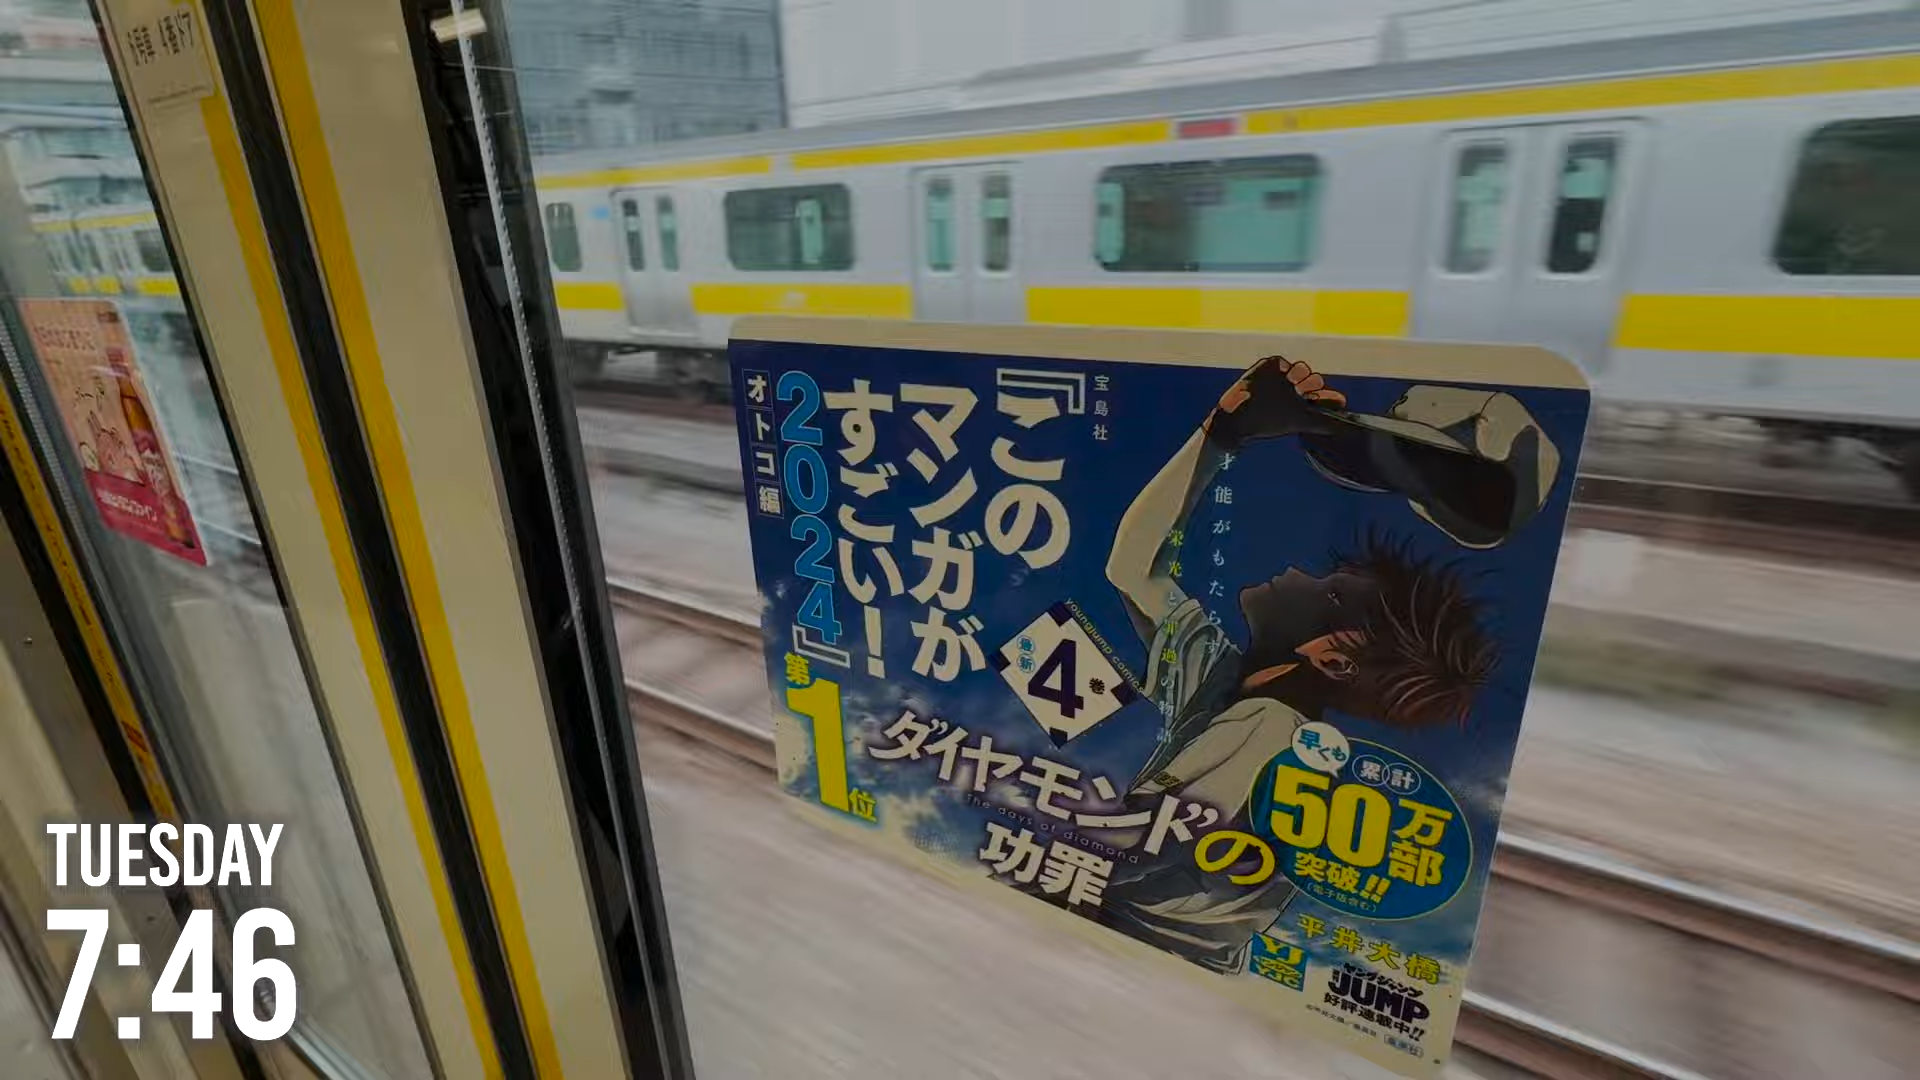 宝島社
『この
マンガが
すごい!
2024』
オトコ編
第1位
才能がもたらす
栄光と罪過の物語
youngjump comics
最新
4巻
ダイヤモンドの
The days of diamond
功罪
早くも
累計
50万部
突破!!
(電子版含む)
平井大橋
YJ
ヤングジャンプ
JUMP
好評連載中!!
集英社
TUESDAY
7:46